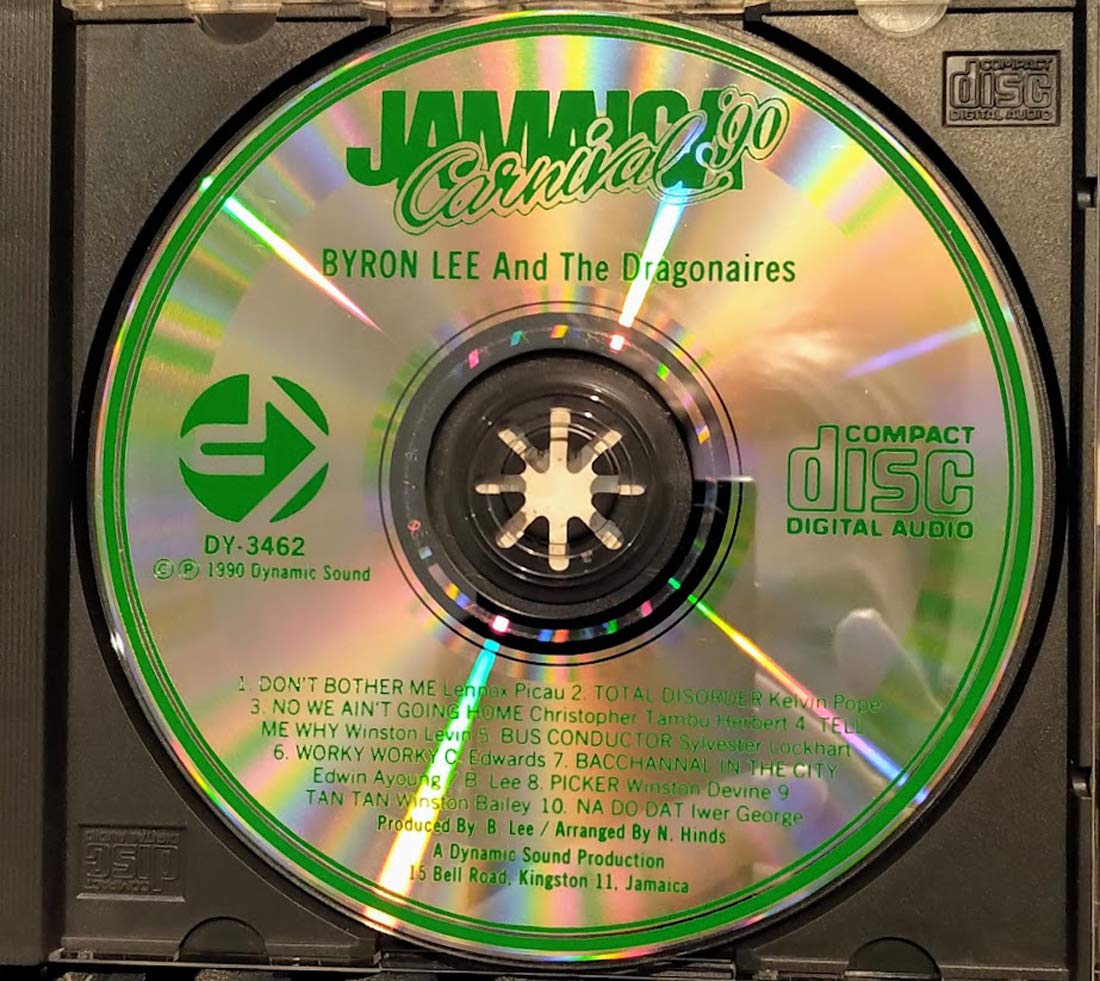 COMPACT
disc
DIGITAL AUDIO
JAMAICA
Carnival '90
BYRON LEE And The Dragonaires
DY-3462
© ℗ 1990 Dynamic Sound
COMPACT
disc
DIGITAL AUDIO
1. DON'T BOTHER ME Lennox Picau 2. TOTAL DISORDER Kelvin Pope
3. NO WE AIN'T GOING HOME Christopher Tambu Herbert 4. TELL
ME WHY Winston Levin 5. BUS CONDUCTOR Sylvester Lockhart
6. WORKY WORKY C. Edwards 7. BACCHANNAL IN THE CITY
Edwin Ayoung / B. Lee 8. PICKER Winston Devine 9
TAN TAN Winston Bailey 10. NA DO DAT Iwer George
Produced By: B. Lee / Arranged By N. Hinds
A Dynamic Sound Production
15 Bell Road, Kingston 11, Jamaica